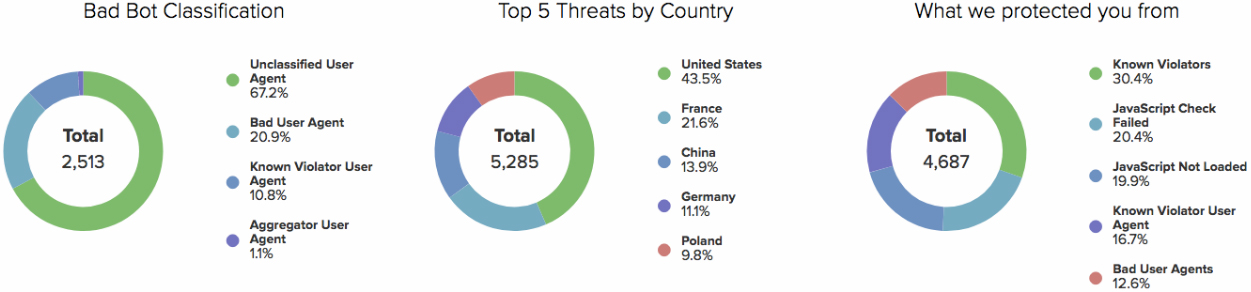 Bad Bot Classification
Total
2,513
Unclassified User
Agent
67.2%
Bad User Agent
20.9%
Known Violator User
Agent
10.8%
Aggregator User
Agent
1.1%
Top 5 Threats by Country
Total
5,285
United States
43.5%
France
21.6%
China
13.9%
Germany
11.1%
Poland
9.8%
What we protected you from
Total
4,687
Known Violators
30.4%
JavaScript Check
Failed
20.4%
JavaScript Not Loaded
19.9%
Known Violator User
Agent
16.7%
Bad User Agents
12.6%